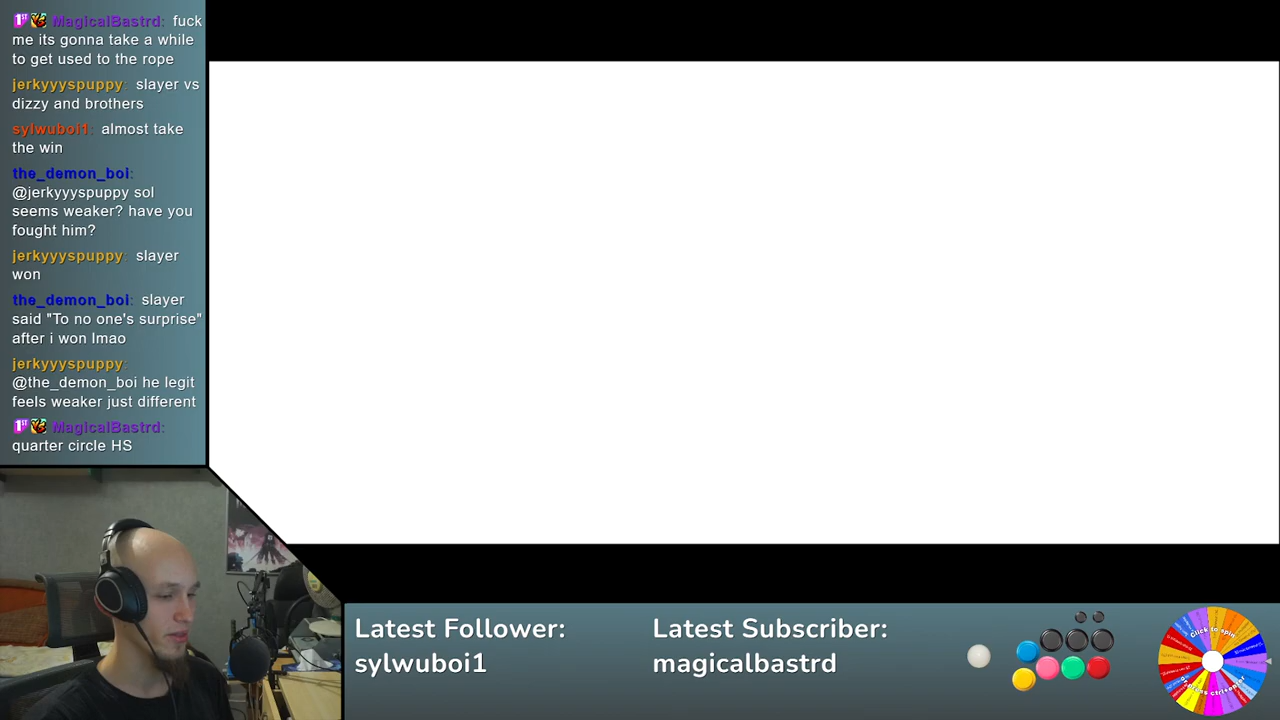 MagicalBastrd: fuck
me its gonna take a while
to get used to the rope
jerkyyyspuppy: slayer vs
dizzy and brothers
sylwuboi1: almost take
the win
the_demon_boi:
@jerkyyyspuppy sol
seems weaker? have you
fought him?
jerkyyyspuppy: slayer
won
the_demon_boi: slayer
said "To no one's surprise"
after i won lmao
jerkyyyspuppy:
@the_demon_boi he legit
feels weaker just different
MagicalBastrd:
quarter circle HS
Latest Follower:
sylwuboi1
Latest Subscriber:
magicalbastrd
Click to spin